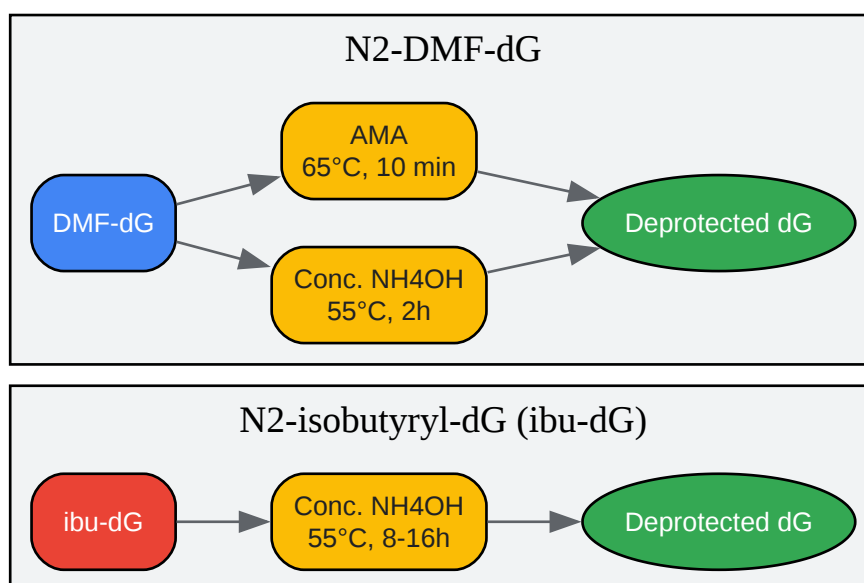 N2-DMF-dG
AMA
65°C, 10 min
DMF-dG
Deprotected dG
Conc. NH4OH
55°C, 2h
N2-isobutyryl-dG (ibu-dG)
ibu-dG
Conc. NH4OH
55°C, 8-16h
Deprotected dG